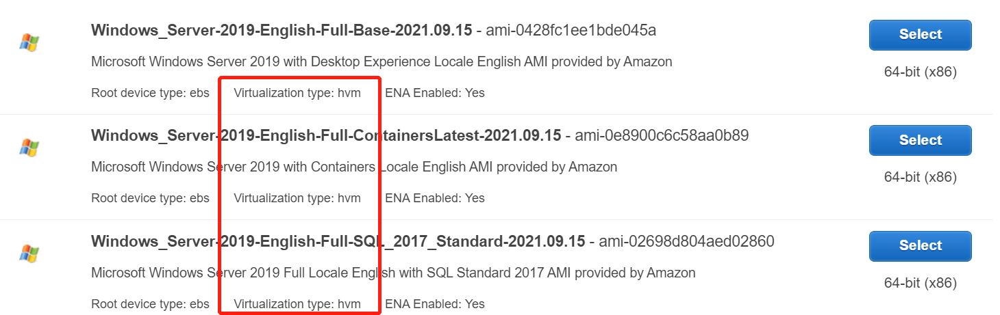 Windows_Server-2019-English-Full-Base-2021.09.15 - ami-0428fc1ee1bde045a
Select
Microsoft Windows Server 2019 with Desktop Experience Locale English AMI provided by Amazon
64-bit (x86)
Root device type: ebs Virtualization type: hvm ENA Enabled: Yes
Windows_Server-2019-English-Full-ContainersLatest-2021.09.15 - ami-0e8900c6c58aa0b89
Select
Microsoft Windows Server 2019 with Containers Locale English AMI provided by Amazon
64-bit (x86)
Root device type: ebs Virtualization type: hvm ENA Enabled: Yes
Windows_Server-2019-English-Full-SQL_2017_Standard-2021.09.15 - ami-02698d804aed02860
Select
Microsoft Windows Server 2019 Full Locale English with SQL Standard 2017 AMI provided by Amazon
64-bit (x86)
Root device type: ebs Virtualization type: hvm ENA Enabled: Yes